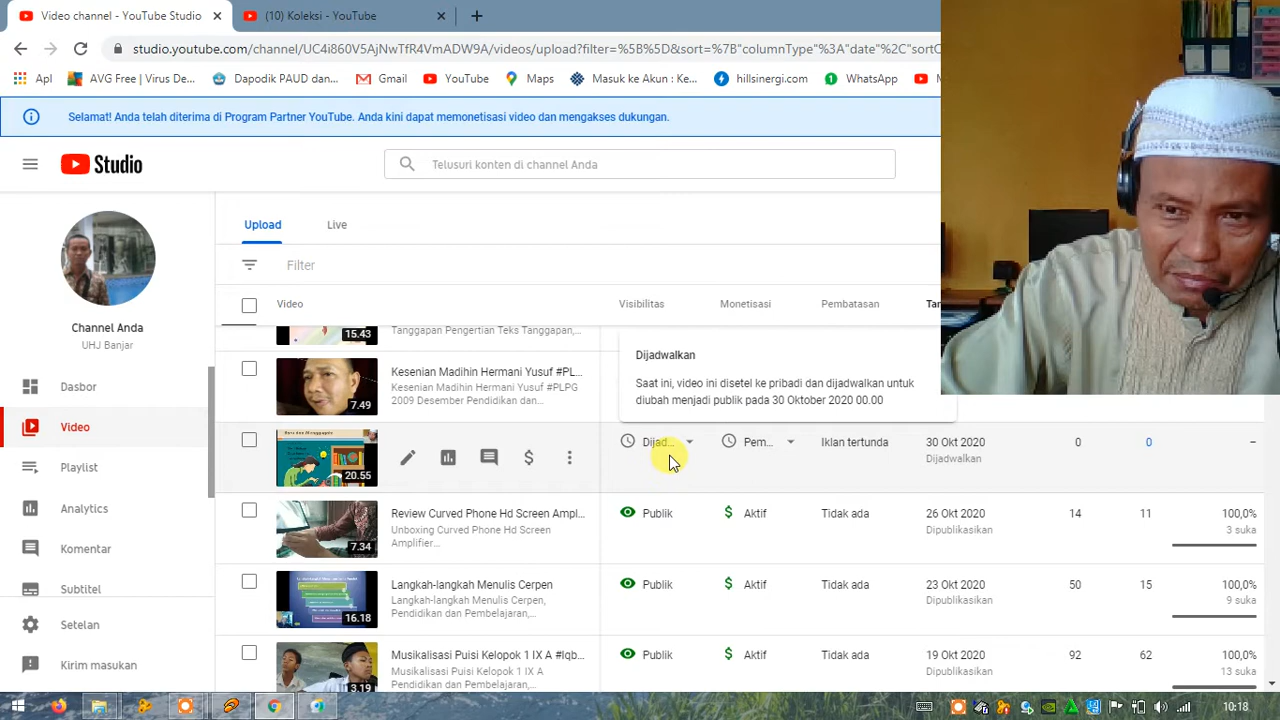 Video channel - YouTube Studio
(10) Koleksi - YouTube
studio.youtube.com/channel/UC4i860V5AjNwTfR4VmADW9A/videos/upload?filter=%5B%5D&sort=%7B"columnType"%3A"date"%2C"sortO
Apl
AVG Free | Virus De...
Dapodik PAUD dan...
Gmail
YouTube
Maps
Masuk ke Akun : Ke...
hillsinergi.com
WhatsApp
Selamat! Anda telah diterima di Program Partner YouTube. Anda kini dapat memonetisasi video dan mengakses dukungan.
Studio
Telusuri konten di channel Anda
Upload
Live
Filter
Video
Visibilitas
Monetisasi
Pembatasan
Channel Anda
UHJ Banjar
Dasbor
Video
Playlist
Analytics
Komentar
Subtitel
Setelan
Kirim masukan
15.43
Tanggapan Pengertian Teks Tanggapan,...
Dijadwalkan
Saat ini, video ini disetel ke pribadi dan dijadwalkan untuk
diubah menjadi publik pada 30 Oktober 2020 00.00
7.49
Kesenian Madihin Hermani Yusuf #PL...
Kesenian Madihin Hermani Yusuf #PLPG
2009 Desember Pendidikan dan...
20.55
Dijad...
Pem...
Iklan tertunda
30 Okt 2020
Dijadwalkan
0
0
–
7.34
Review Curved Phone Hd Screen Ampl...
Unboxing Curved Phone Hd Screen
Amplifier...
Publik
Aktif
Tidak ada
26 Okt 2020
Dipublikasikan
14
11
100,0%
3 suka
16.18
Langkah-langkah Menulis Cerpen
Langkah-langkah Menulis Cerpen,
Pendidikan dan Pembelajaran,...
Publik
Aktif
Tidak ada
23 Okt 2020
Dipublikasikan
50
15
100,0%
9 suka
3.19
Musikalisasi Puisi Kelopok 1 IX A #Iqb...
Musikalisasi Puisi Kelopok 1 IX A
#Iqbal Pendidikan dan Pembelajaran,...
Publik
Aktif
Tidak ada
19 Okt 2020
Dipublikasikan
92
62
100,0%
13 suka
10:18